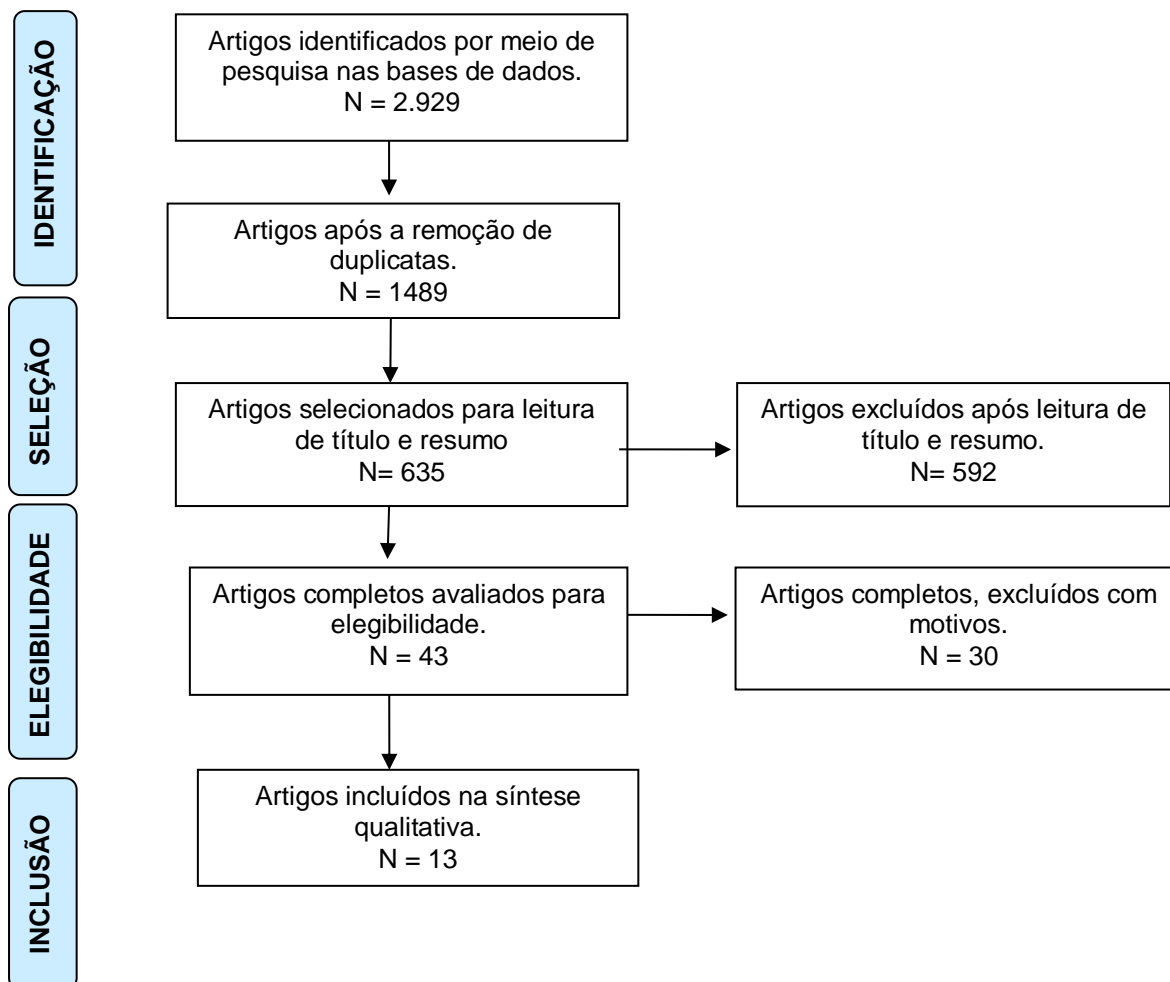 IDENTIFICAÇÃO
Artigos identificados por meio de
pesquisa nas bases de dados.
N = 2.929
Artigos após a remoção de
duplicatas.
N = 1489
SELEÇÃO
Artigos selecionados para leitura
de título e resumo
N= 635
Artigos excluídos após leitura de
título e resumo.
N= 592
ELEGIBILIDADE
Artigos completos avaliados para
elegibilidade.
N = 43
Artigos completos, excluídos com
motivos.
N = 30
INCLUSÃO
Artigos incluídos na síntese
qualitativa.
N = 13